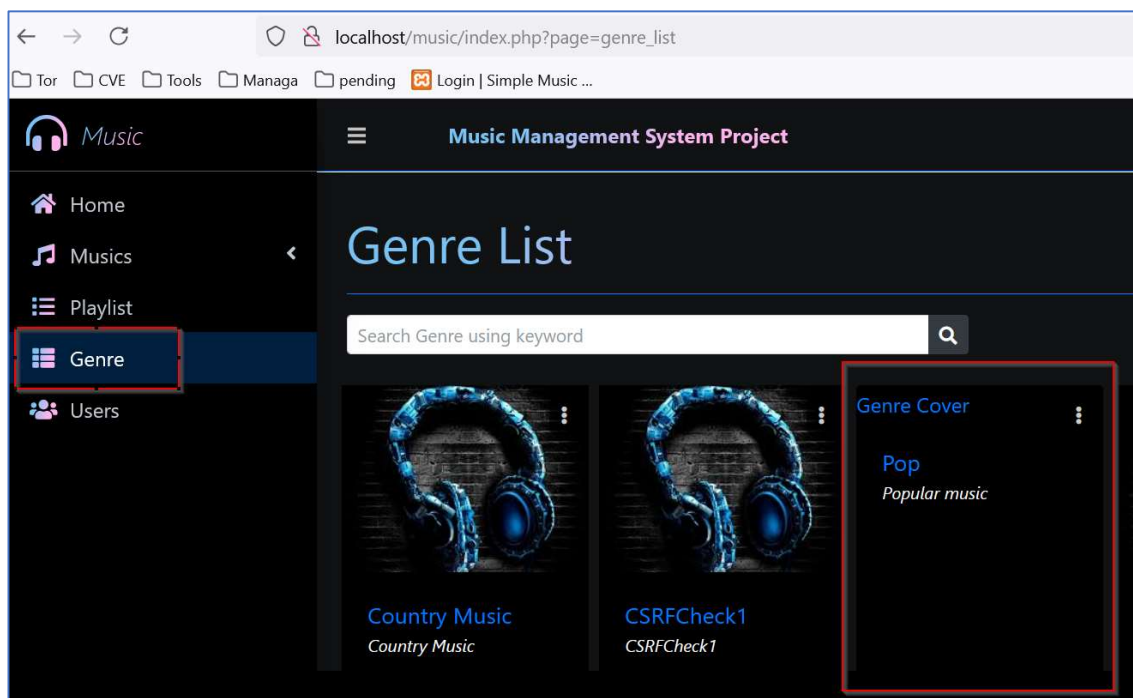 localhost/music/index.php?page=genre_list
Tor CVE Tools Managa pending Login | Simple Music ...
Music
Music Management System Project
Home
Musics
Playlist
Genre
Users
Genre List
Search Genre using keyword
Country Music
Country Music
CSRFCheck1
CSRFCheck1
Genre Cover
Pop
Popular music